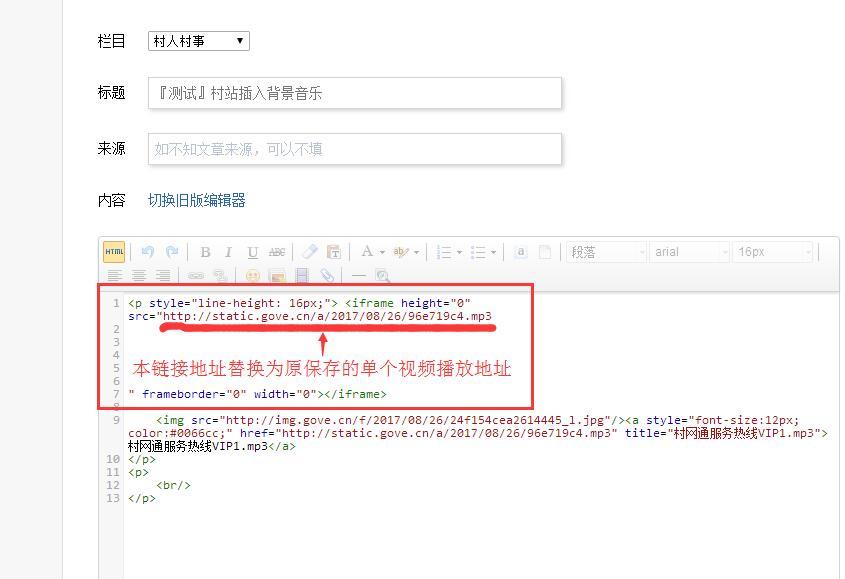 栏目 村人村事
标题 『测试』村站插入背景音乐
来源 如不知文章来源，可以不填
内容 切换旧版编辑器
HTML B I U ABC A ab a 段落 arial 16px
1 <p style="line-height: 16px;"> <iframe height="0"
src="http://static.gove.cn/a/2017/08/26/96e719c4.mp3
2
3
4
本链接地址替换为原保存的单个视频播放地址
5
6
7 " frameborder="0" width="0"></iframe>
8
9 <img src="http://img.gove.cn/f/2017/08/26/24f154cea2614445_l.jpg"/><a style="font-size:12px;
color:#0066cc;" href="http://static.gove.cn/a/2017/08/26/96e719c4.mp3" title="村网通服务热线VIP1.mp3">
村网通服务热线VIP1.mp3</a>
10 </p>
11 <p>
12 <br/>
13 </p>